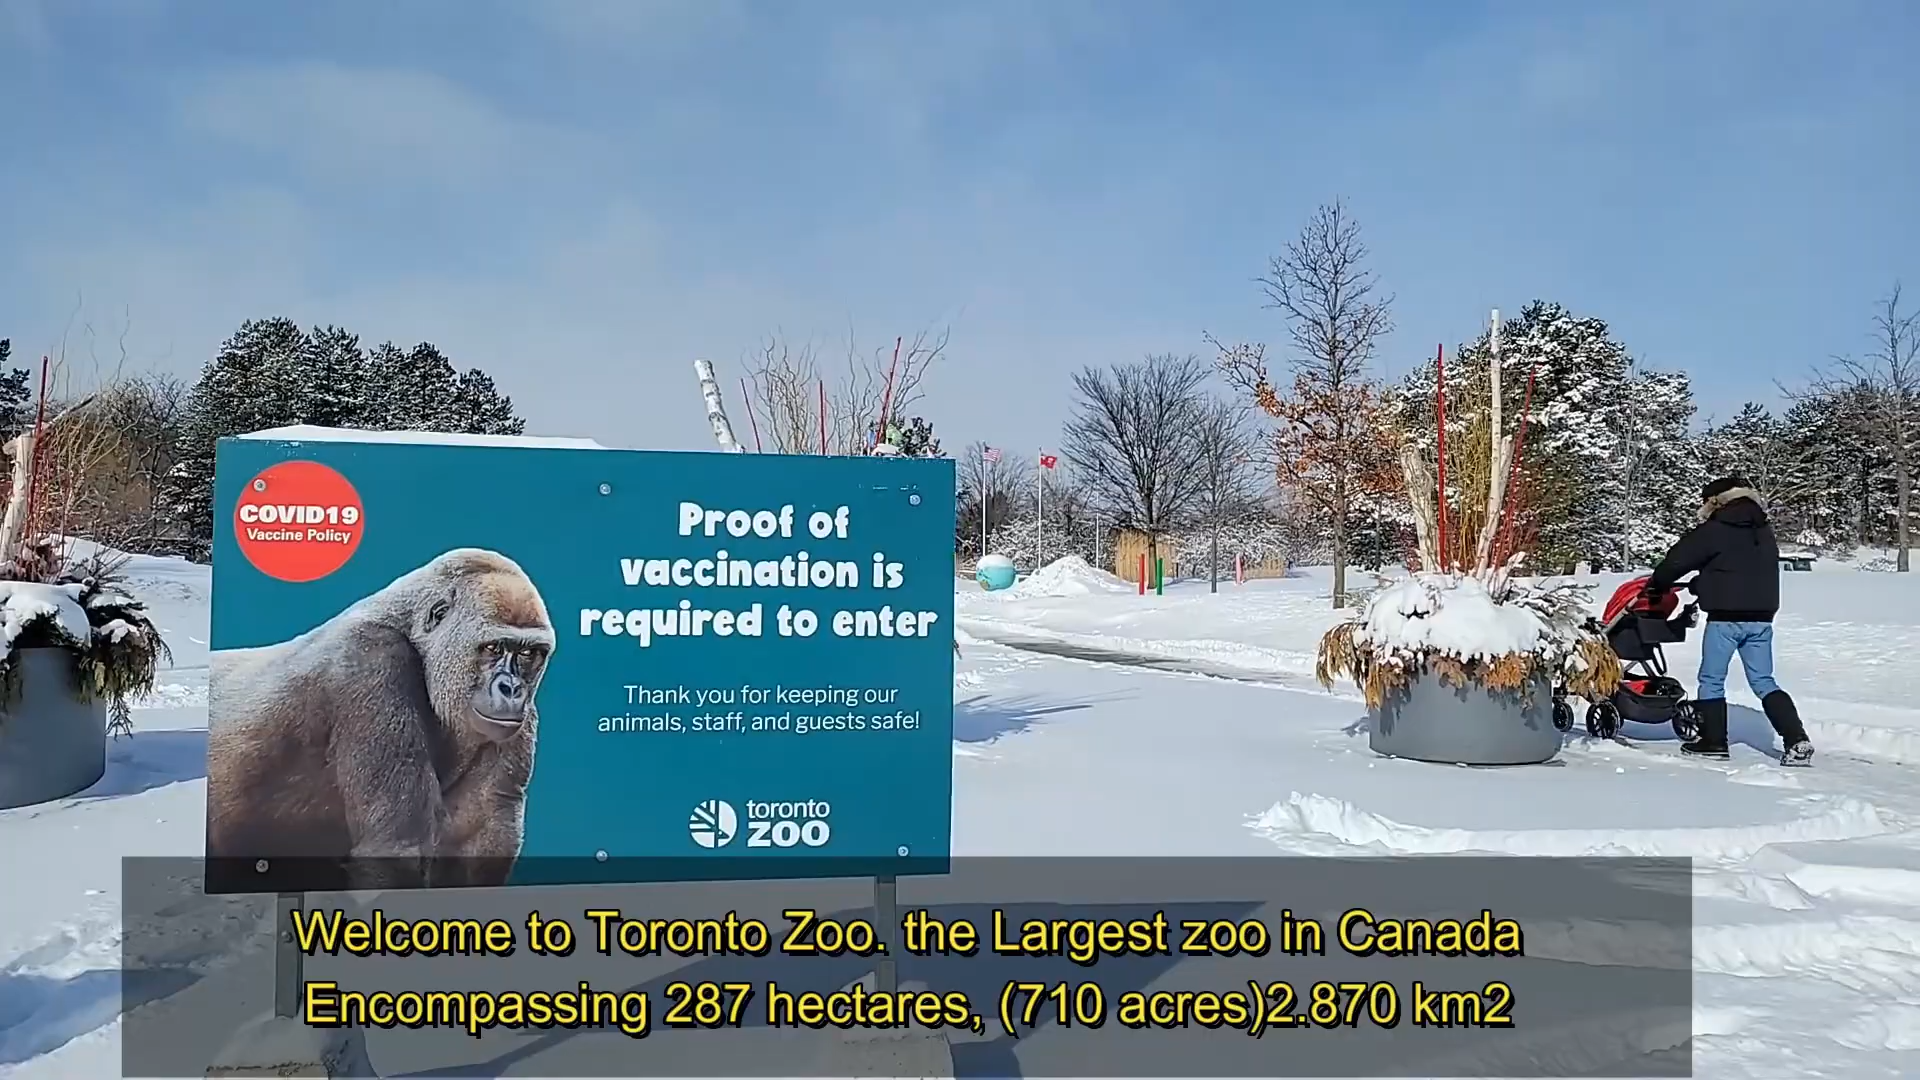 COVID19
Vaccine Policy
Proof of
vaccination is
required to enter
Thank you for keeping our
animals, staff, and guests safe!
toronto
zoo
Welcome to Toronto Zoo. the Largest zoo in Canada
Encompassing 287 hectares, (710 acres)2.870 km2